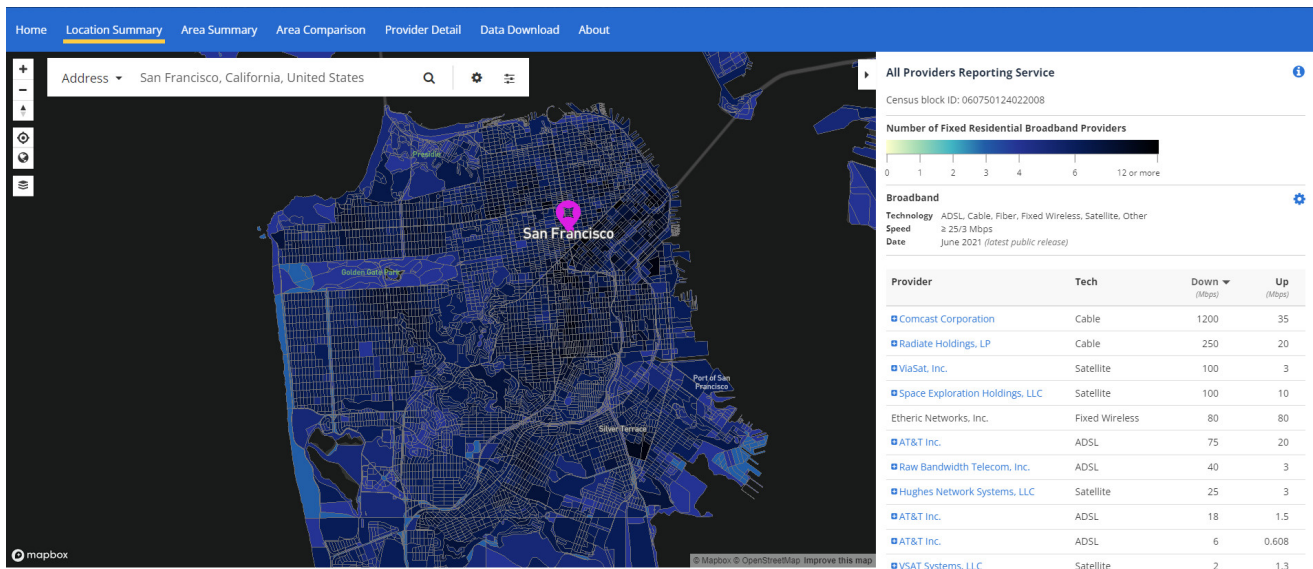 Home Location Summary Area Summary Area Comparison Provider Detail Data Download About
Address San Francisco, California, United States
Presidio
San Francisco
Golden Gate Park
Port of San
Francisco
Silver Terrace
mapbox
© Mapbox © OpenStreetMap Improve this map
All Providers Reporting Service
Census block ID: 060750124022008
Number of Fixed Residential Broadband Providers
0 1 2 3 4 6 12 or more
Broadband
Technology ADSL, Cable, Fiber, Fixed Wireless, Satellite, Other
Speed ≥ 25/3 Mbps
Date June 2021 (latest public release)
Provider Tech Down Up
(Mbps) (Mbps)
Comcast Corporation Cable 1200 35
Radiate Holdings, LP Cable 250 20
ViaSat, Inc. Satellite 100 3
Space Exploration Holdings, LLC Satellite 100 10
Etheric Networks, Inc. Fixed Wireless 80 80
AT&T Inc. ADSL 75 20
Raw Bandwidth Telecom, Inc. ADSL 40 3
Hughes Network Systems, LLC Satellite 25 3
AT&T Inc. ADSL 18 1.5
AT&T Inc. ADSL 6 0.608
VSAT Systems, LLC Satellite 2 1.3